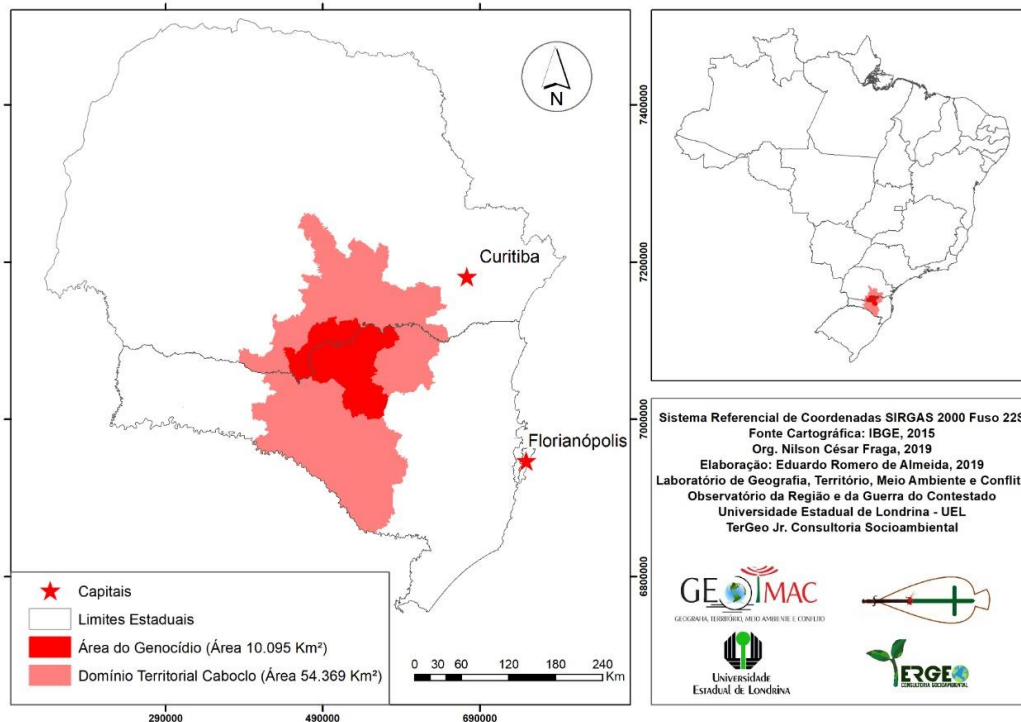 N
Curitiba
Florianópolis
Capitais
Limites Estaduais
Área do Genocídio (Área 10.095 Km²)
Domínio Territorial Caboclo (Área 54.369 Km²)
0 30 60 120 180 240
Km
290000 490000 690000
7400000
7200000
7000000
6800000
Sistema Referencial de Coordenadas SIRGAS 2000 Fuso 22S
Fonte Cartográfica: IBGE, 2015
Org. Nilson César Fraga, 2019
Elaboração: Eduardo Romero de Almeida, 2019
Laboratório de Geografia, Território, Meio Ambiente e Conflit
Observatório da Região e da Guerra do Contestado
Universidade Estadual de Londrina - UEL
TerGeo Jr. Consultoria Socioambiental
GEOTMAC
GEOGRAFIA, TERRITÓRIO, MEIO AMBIENTE E CONFLITO
Universidade
Estadual de Londrina
TERGEO
CONSULTORIA SOCIOAMBIENTAL